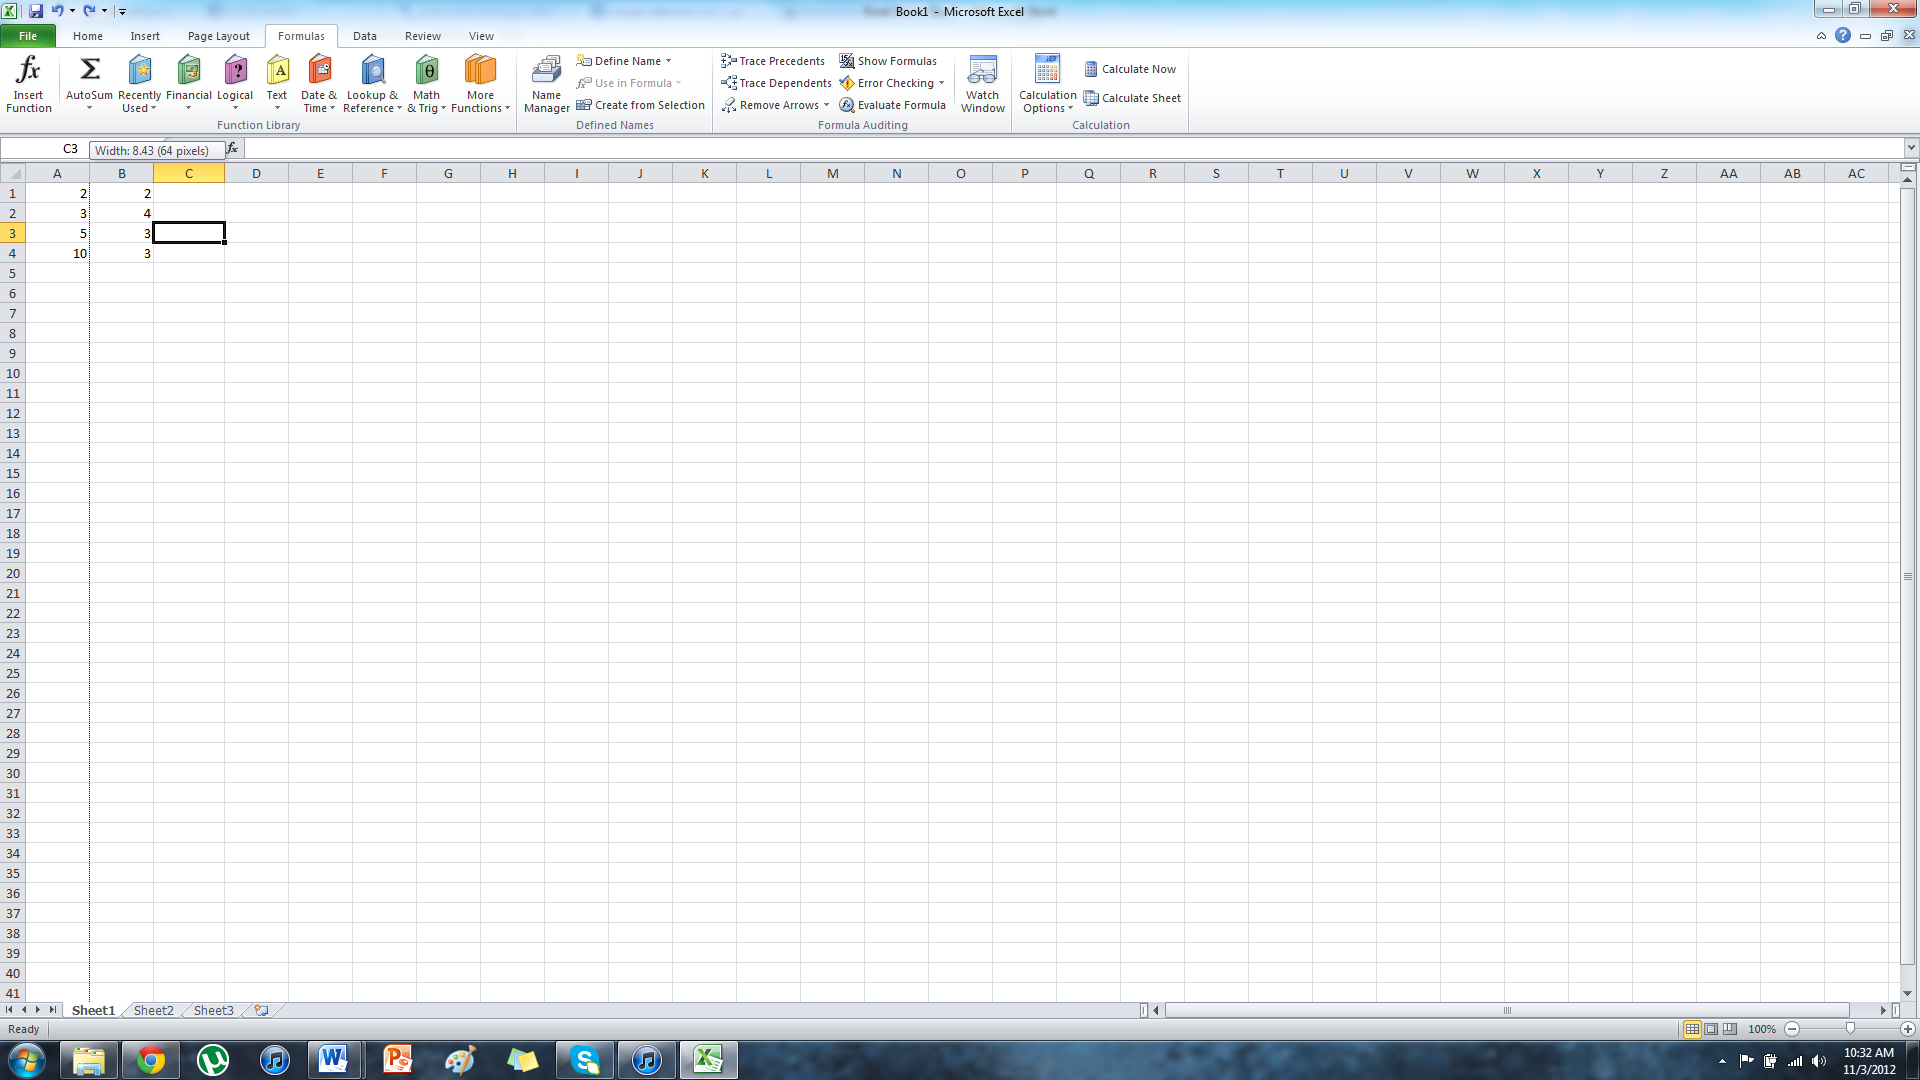 Book1 - Microsoft Excel
File Home Insert Page Layout Formulas Data Review View
Insert Function
AutoSum
Recently Used
Financial
Logical
Text
Date & Time
Lookup & Reference
Math & Trig
More Functions
Function Library
Name Manager
Define Name
Use in Formula
Create from Selection
Defined Names
Trace Precedents
Trace Dependents
Remove Arrows
Show Formulas
Error Checking
Evaluate Formula
Formula Auditing
Watch Window
Calculation Options
Calculate Now
Calculate Sheet
Calculation
C3 Width: 8.43 (64 pixels) fx
A B C D E F G H I J K L M N O P Q R S T U V W X Y Z AA AB AC
1 2 2
2 3 4
3 5 3
4 10 3
5
6
7
8
9
10
11
12
13
14
15
16
17
18
19
20
21
22
23
24
25
26
27
28
29
30
31
32
33
34
35
36
37
38
39
40
41
Sheet1 Sheet2 Sheet3
Ready 100%
10:32 AM
11/3/2012